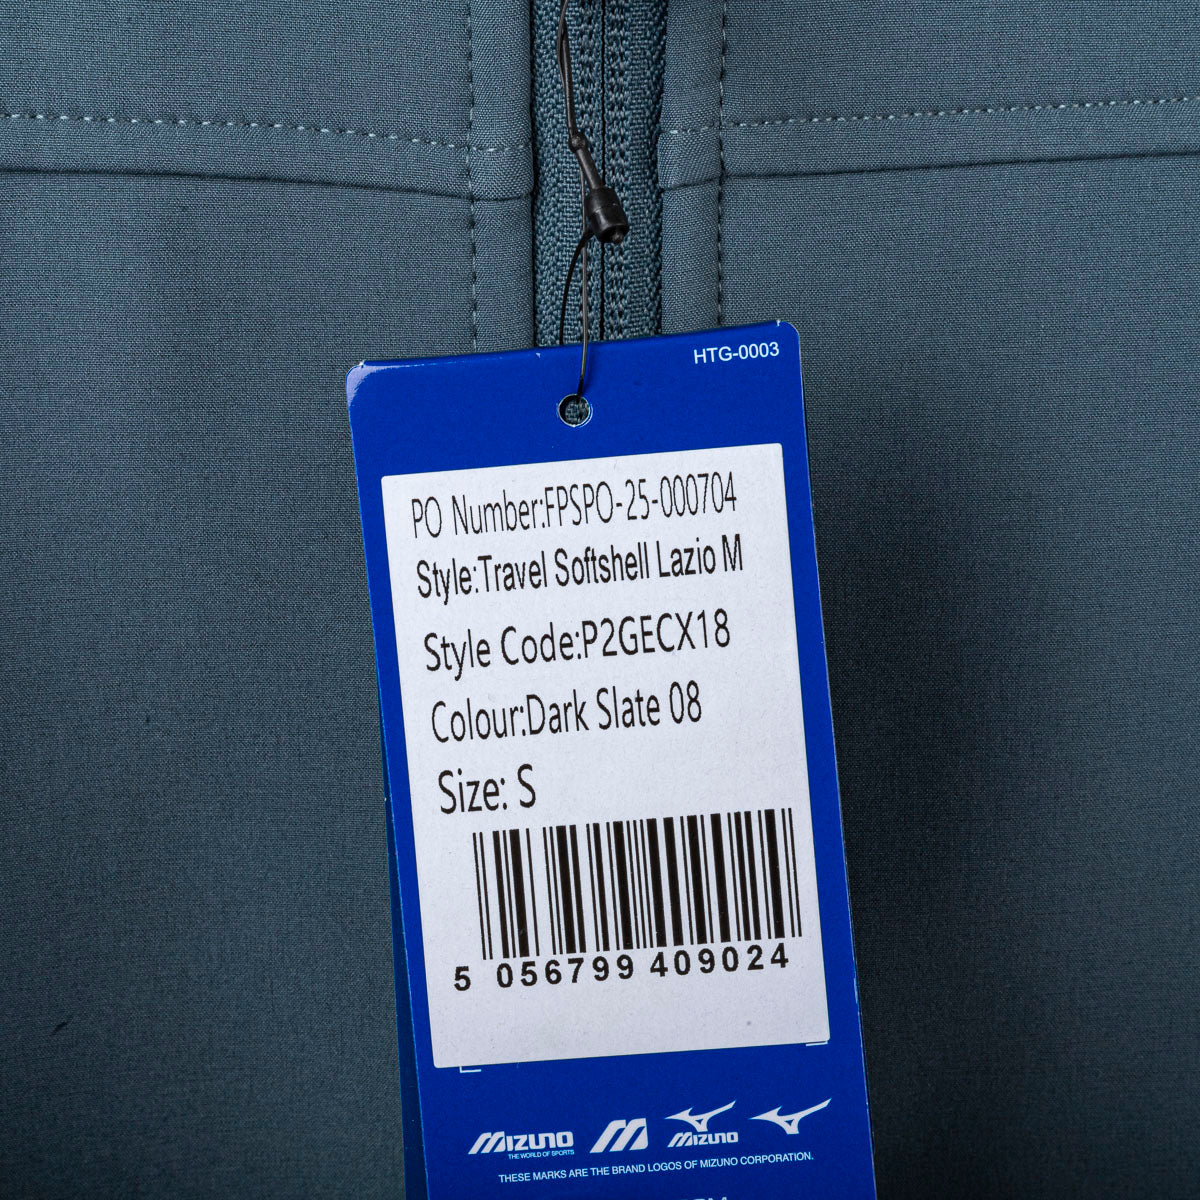 HTG-0003
PO Number:FPSPO-25-000704
Style:Travel Softshell Lazio M
Style Code:P2GECX18
Colour:Dark Slate 08
Size: S
5 056799 409024
MIZUNO MIZUNO
THE WORLD OF SPORTS
THESE MARKS ARE THE BRAND LOGOS OF MIZUNO CORPORATION.